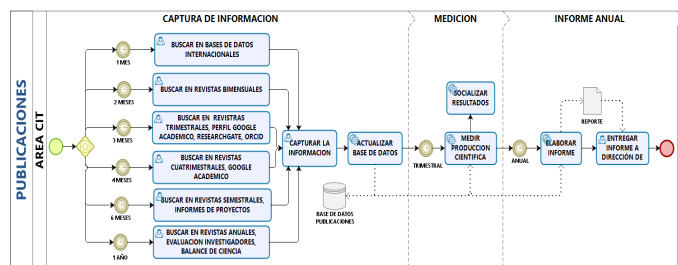 CAPTURA DE INFORMACION
MEDICION
INFORME ANUAL
PUBLICACIONES
AREA CIT
1 MES
BUSCAR EN BASES DE DATOS
INTERNACIONALES
2 MESES
BUSCAR EN REVISTAS BIMENSUALES
3 MESES
BUSCAR EN REGISTRAS
TRIMESTRALES, PERFIL GOOGLE
ACADEMICO, RESEARCHGATE, ORCID
4 MESES
BUSCAR EN REVISTAS
CUATRIMESTRALES, GOOGLE
ACADEMICO
6 MESES
BUSCAR EN REVISTAS SEMESTRALES,
INFORMES DE PROYECTOS
1 AÑO
BUSCAR EN REVISTAS ANUALES,
EVALUACION INVESTIGADORES,
BALANCE DE CIENCIA
CAPTURAR LA
INFORMACION
ACTUALIZAR
BASE DE DATOS
BASE DE DATOS
PUBLICACIONES
TRIMESTRAL
SOCIALIZAR
RESULTADOS
MEDIR
PRODUCCION
CIENTIFICA
ANUAL
ELABORAR
INFORME
REPORTE
ENTREGAR
INFORME A
DIRECCIÓN DE